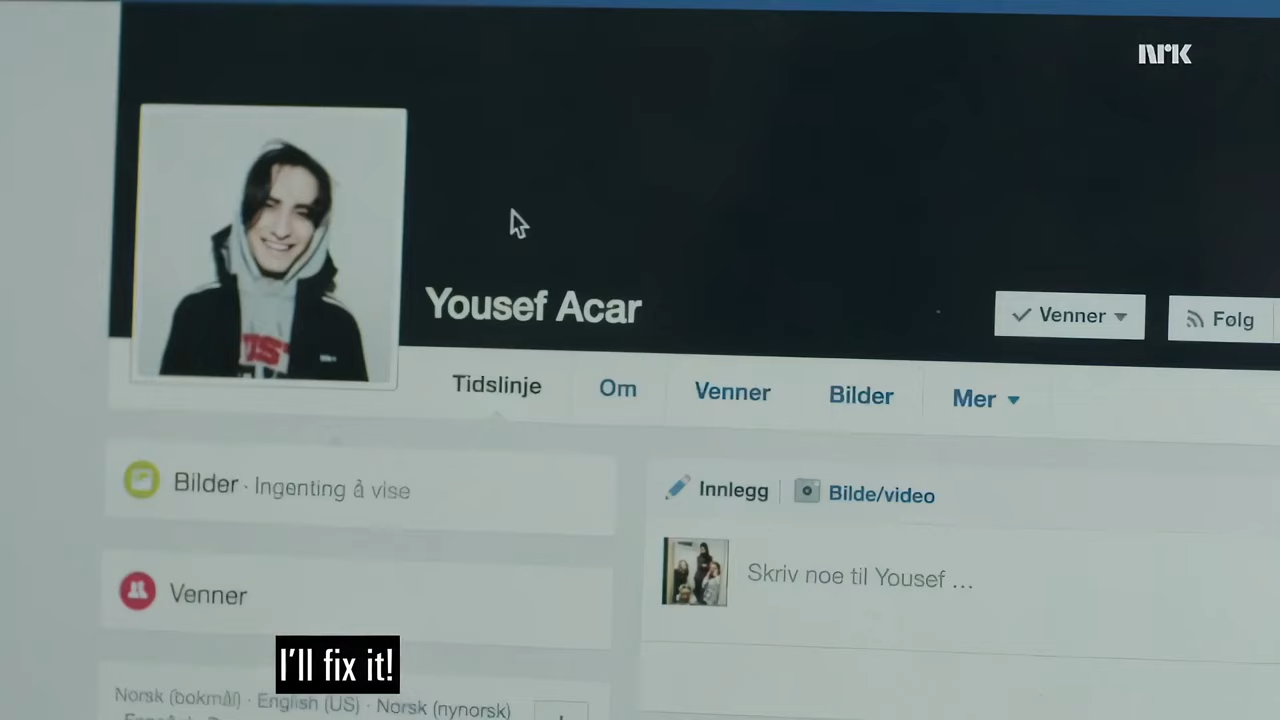 NRK
Yousef Acar
Venner
Følg
Tidslinje
Om
Venner
Bilder
Mer
Bilder · Ingenting å vise
Innlegg
Bilde/video
Skriv noe til Yousef ...
Venner
I'll fix it!
Norsk (bokmål) · English (US) · Norsk (nynorsk)